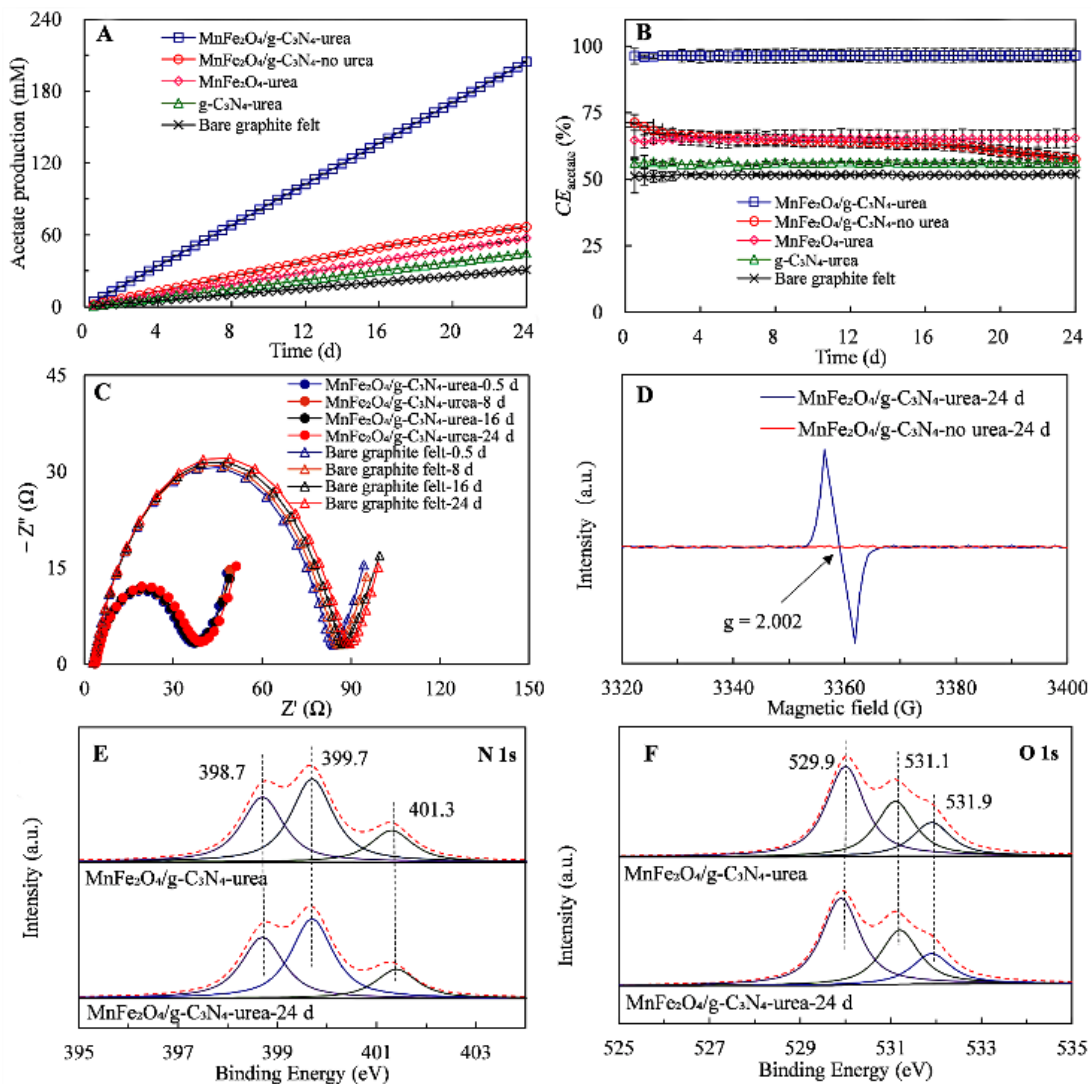 A
Acetate production (mM)
240
180
120
60
0
MnFe₂O₄/g-C₃N₄-urea
MnFe₂O₄/g-C₃N₄-no urea
MnFe₂O₄-urea
g-C₃N₄-urea
Bare graphite felt
0 4 8 12 16 20 24
Time (d)
B
CEacetate (%)
100
75
50
25
0
MnFe₂O₄/g-C₃N₄-urea
MnFe₂O₄/g-C₃N₄-no urea
MnFe₂O₄-urea
g-C₃N₄-urea
Bare graphite felt
0 4 8 12 16 20 24
Time (d)
C
− Z″ (Ω)
45
30
15
0
MnFe₂O₄/g-C₃N₄-urea-0.5 d
MnFe₂O₄/g-C₃N₄-urea-8 d
MnFe₂O₄/g-C₃N₄-urea-16 d
MnFe₂O₄/g-C₃N₄-urea-24 d
Bare graphite felt-0.5 d
Bare graphite felt-8 d
Bare graphite felt-16 d
Bare graphite felt-24 d
0 30 60 90 120 150
Z' (Ω)
D
Intensity (a.u.)
MnFe₂O₄/g-C₃N₄-urea-24 d
MnFe₂O₄/g-C₃N₄-no urea-24 d
g = 2.002
3320 3340 3360 3380 3400
Magnetic field (G)
E
N 1s
Intensity (a.u.)
398.7
399.7
401.3
MnFe₂O₄/g-C₃N₄-urea
MnFe₂O₄/g-C₃N₄-urea-24 d
395 397 399 401 403
Binding Energy (eV)
F
O 1s
Intensity (a.u.)
529.9
531.1
531.9
MnFe₂O₄/g-C₃N₄-urea
MnFe₂O₄/g-C₃N₄-urea-24 d
525 527 529 531 533 535
Binding Energy (eV)